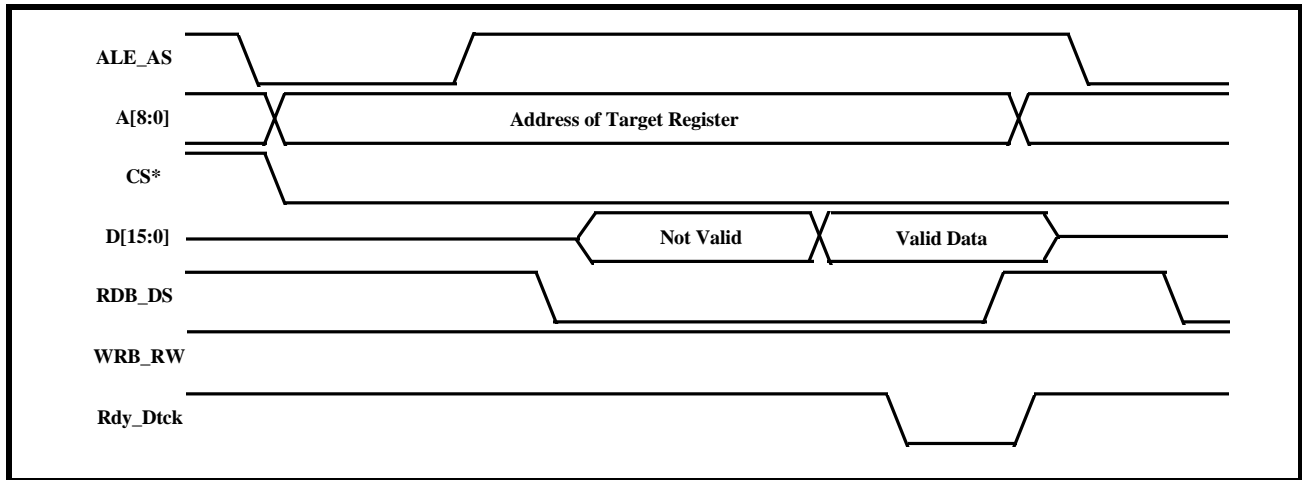 ALE_AS
A[8:0]
Address of Target Register
CS*
D[15:0]
Not Valid
Valid Data
RDB_DS
WRB_RW
Rdy_Dtck